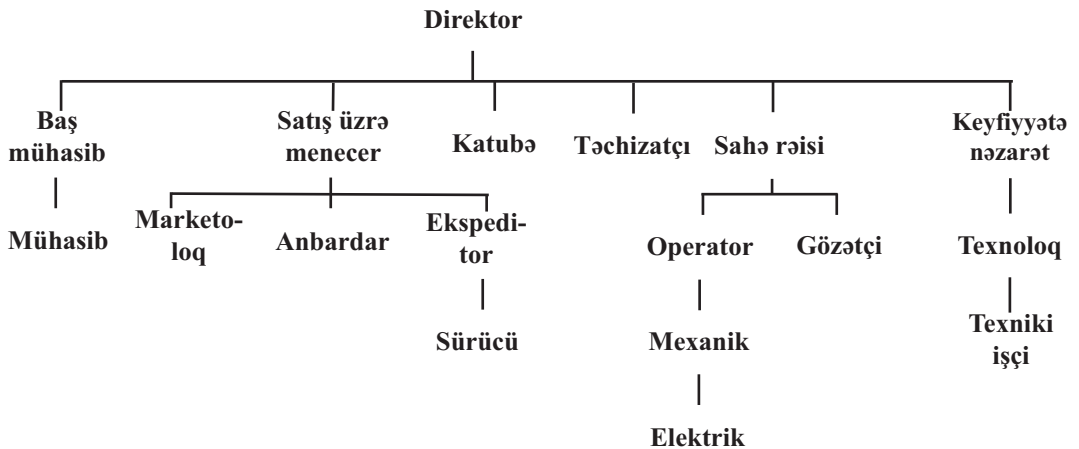 Direktor
Baş
mühasib
Satış üzrə
menecer
Katubə
Təchizatçı
Sahə rəisi
Keyfiyyətə
nəzarət
Mühasib
Marketo-
loq
Anbardar
Ekspedi-
tor
Operator
Gözətçi
Texnoloq
Sürücü
Mexanik
Texniki
işçi
Elektrik